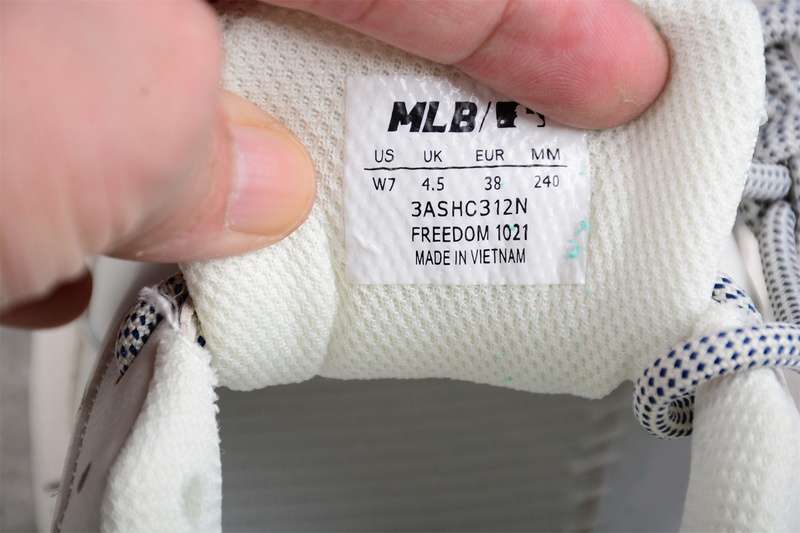 MLB/
US UK EUR MM
W7 4.5 38 240
3ASHC312N
FREEDOM 1021
MADE IN VIETNAM